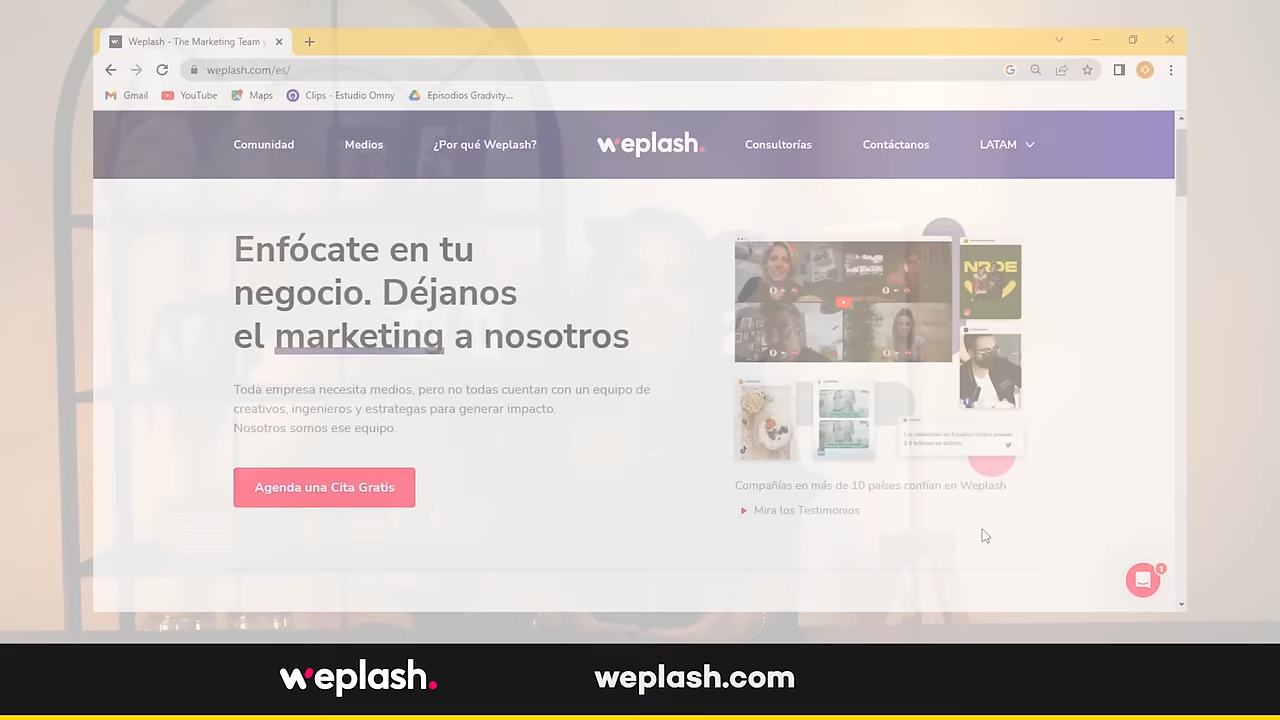 Weplash - The Marketing Team y
weplash.com/es/
Gmail
YouTube
Maps
Clips - Estudio Omny
Episodios Gradvity...
Comunidad
Medios
¿Por qué Weplash?
weplash.
Consultorías
Contáctanos
LATAM
Enfócate en tu
negocio. Déjanos
el marketing a nosotros
Toda empresa necesita medios, pero no todas cuentan con un equipo de
creativos, ingenieros y estrategas para generar impacto.
Nosotros somos ese equipo.
Agenda una Cita Gratis
Compañías en más de 10 países confían en Weplash
Mira los Testimonios
1
weplash.
weplash.com